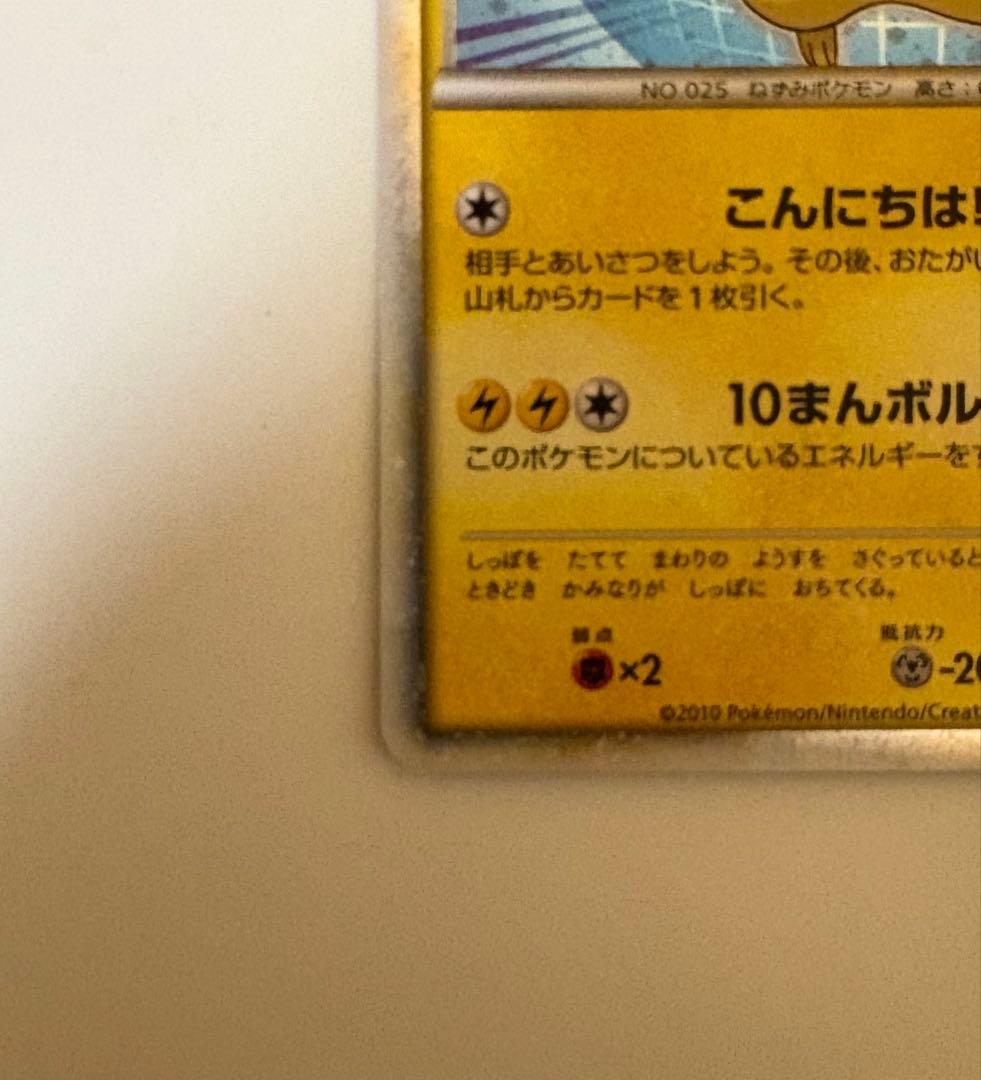 NO 025 ねずみポケモン 高さ:
こんにちは!
相手とあいさつをしよう。その後、おたがい
山札からカードを1枚引く。
10まんボル
このポケモンについているエネルギーをす
しっぽを たてて まわりの ようすを さぐっていると
ときどき かみなりが しっぽに おちてくる。
弱点 抵抗力
×2 -20
©2010 Pokémon/Nintendo/Creat